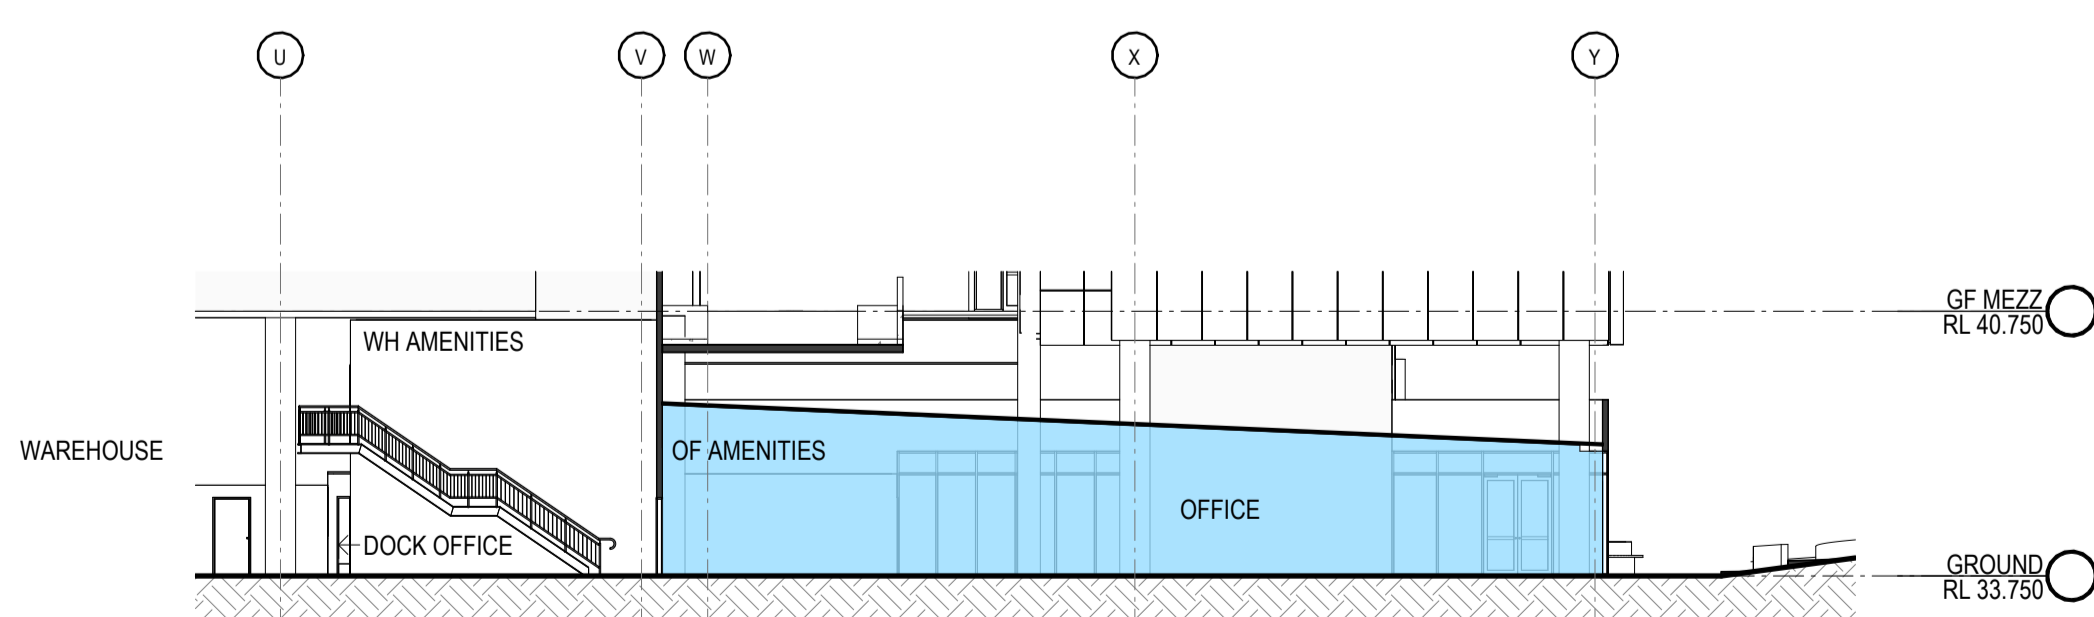 U
V
W
X
Y
GF MEZZ
RL 40.750
WH AMENITIES
WAREHOUSE
OF AMENITIES
OFFICE
DOCK OFFICE
GROUND
RL 33.750